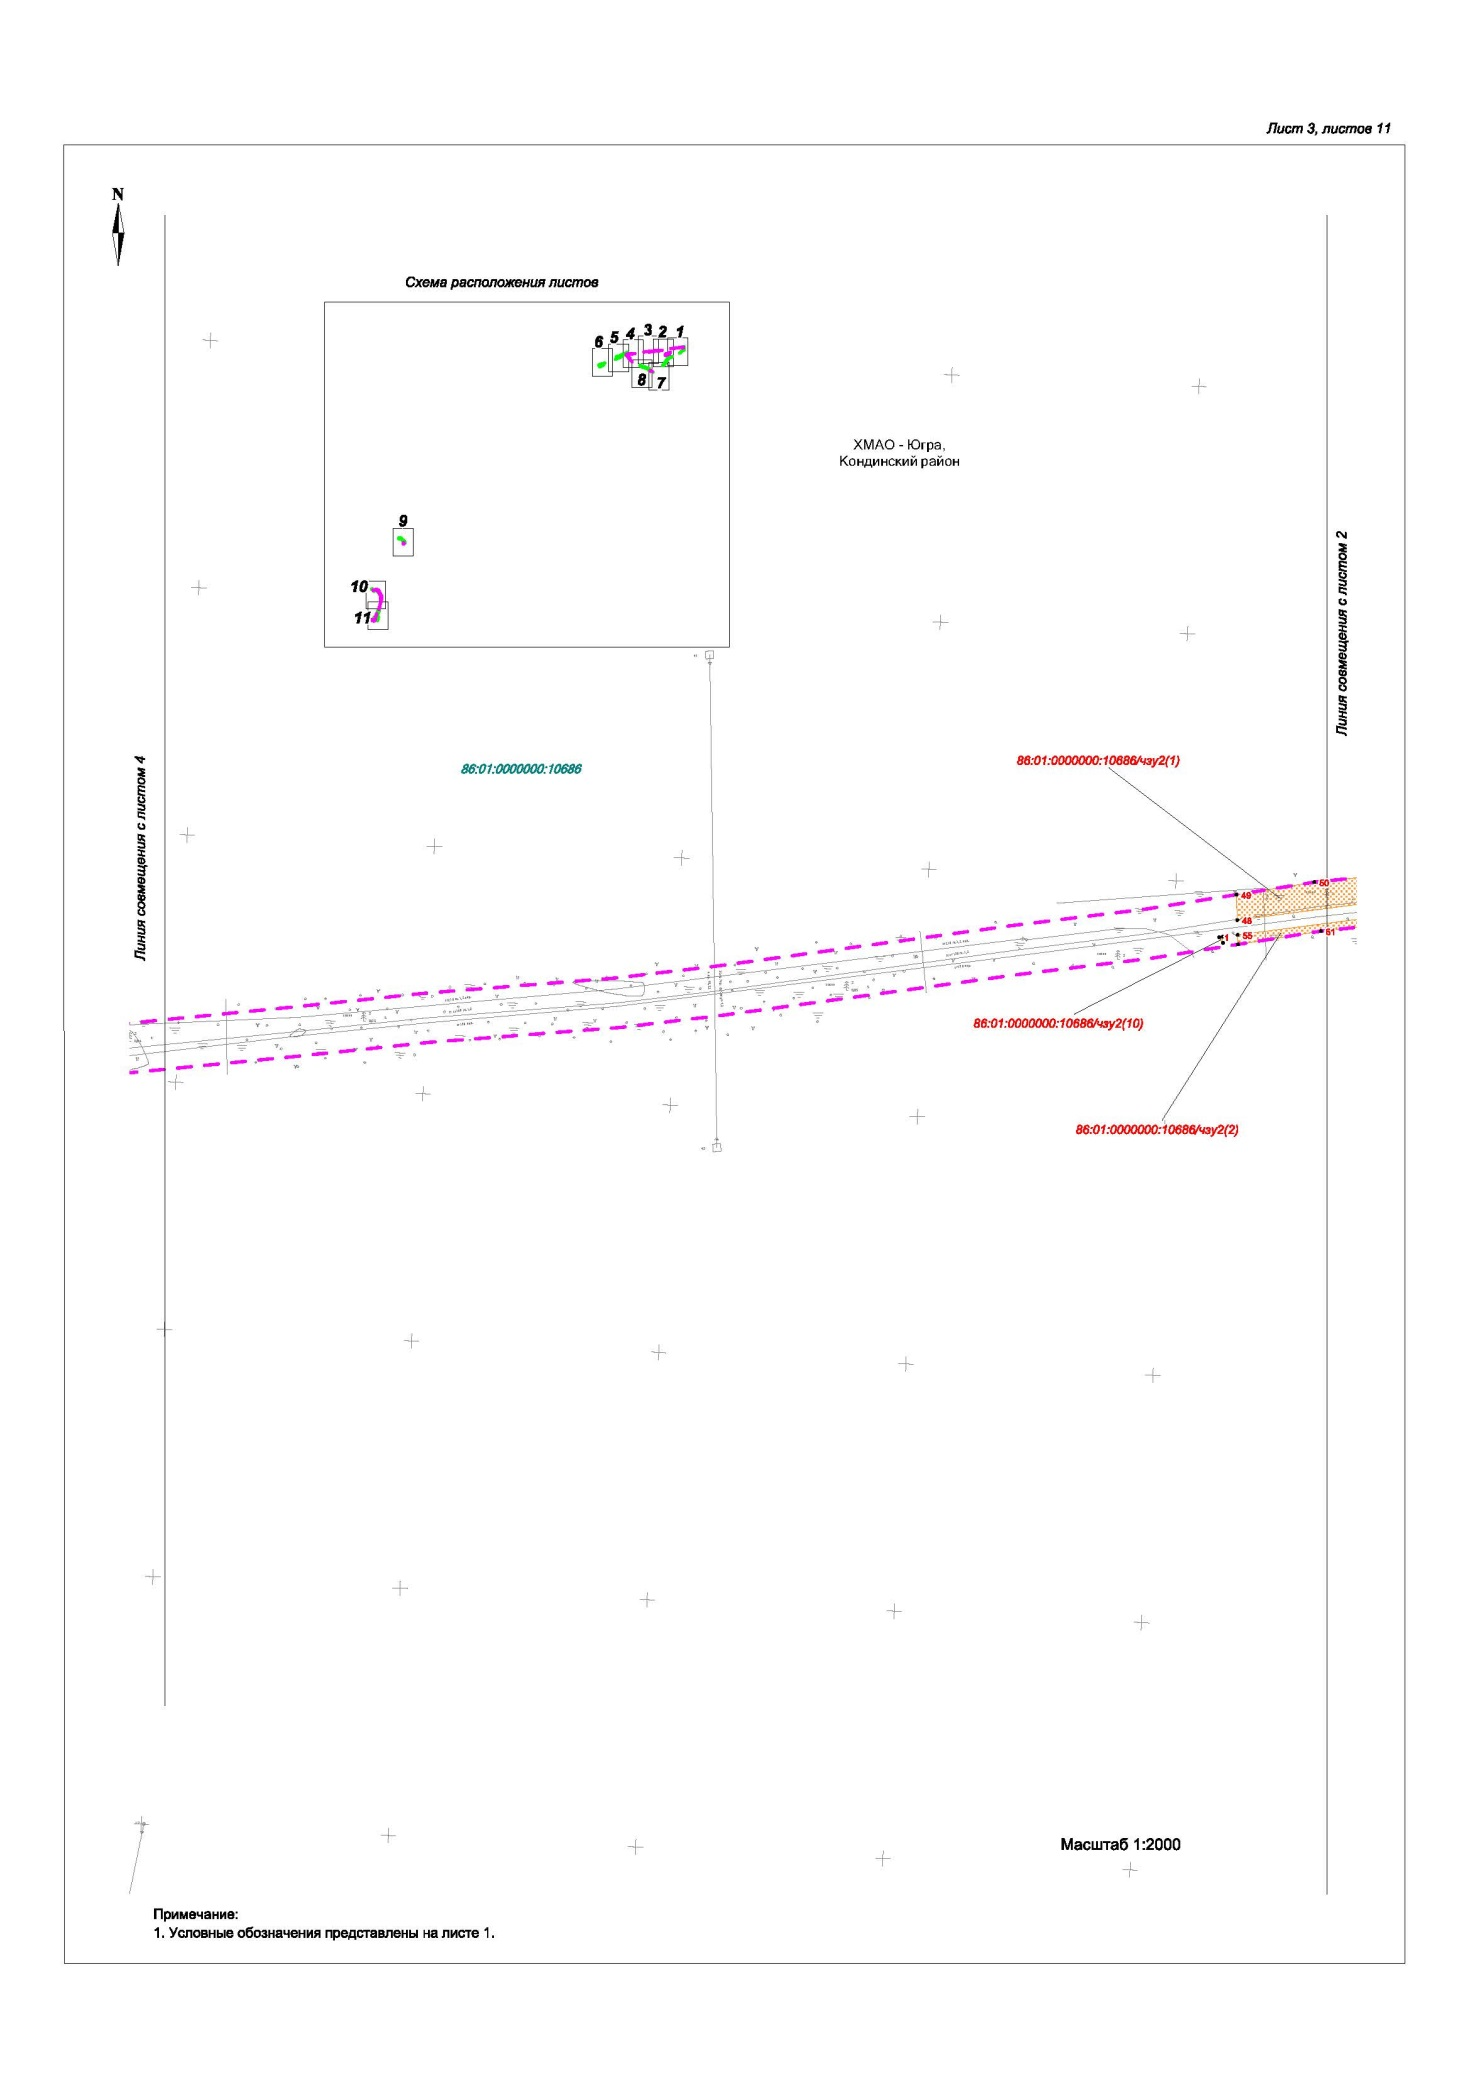 Лист 3, листов 11
N
Схема расположения листов
6 5 4 3 2 1
8 7
9
10
11
ХМАО - Югра,
Кондинский район
Линия совмещения с листом 2
Линия совмещения с листом 4
86:01:0000000:10686
86:01:0000000:10686/чзу2(1)
50
49
48
55
51
86:01:0000000:10686/чзу2(10)
86:01:0000000:10686/чзу2(2)
Масштаб 1:2000
Примечание:
1. Условные обозначения представлены на листе 1.